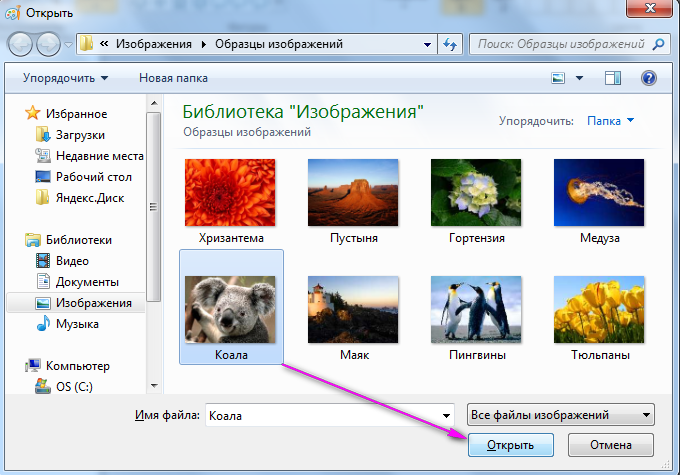 Открыть
« Изображения Образцы изображений
Поиск: Образцы изображений
Упорядочить
Новая папка
Избранное
Загрузки
Недавние места
Рабочий стол
Яндекс.Диск
Библиотеки
Видео
Документы
Изображения
Музыка
Компьютер
OS (C:)
Библиотека "Изображения"
Образцы изображений
Упорядочить: Папка
Хризантема Пустыня Гортензия Медуза
Коала Маяк Пингвины Тюльпаны
Имя файла: Коала Все файлы изображений
Открыть Отмена